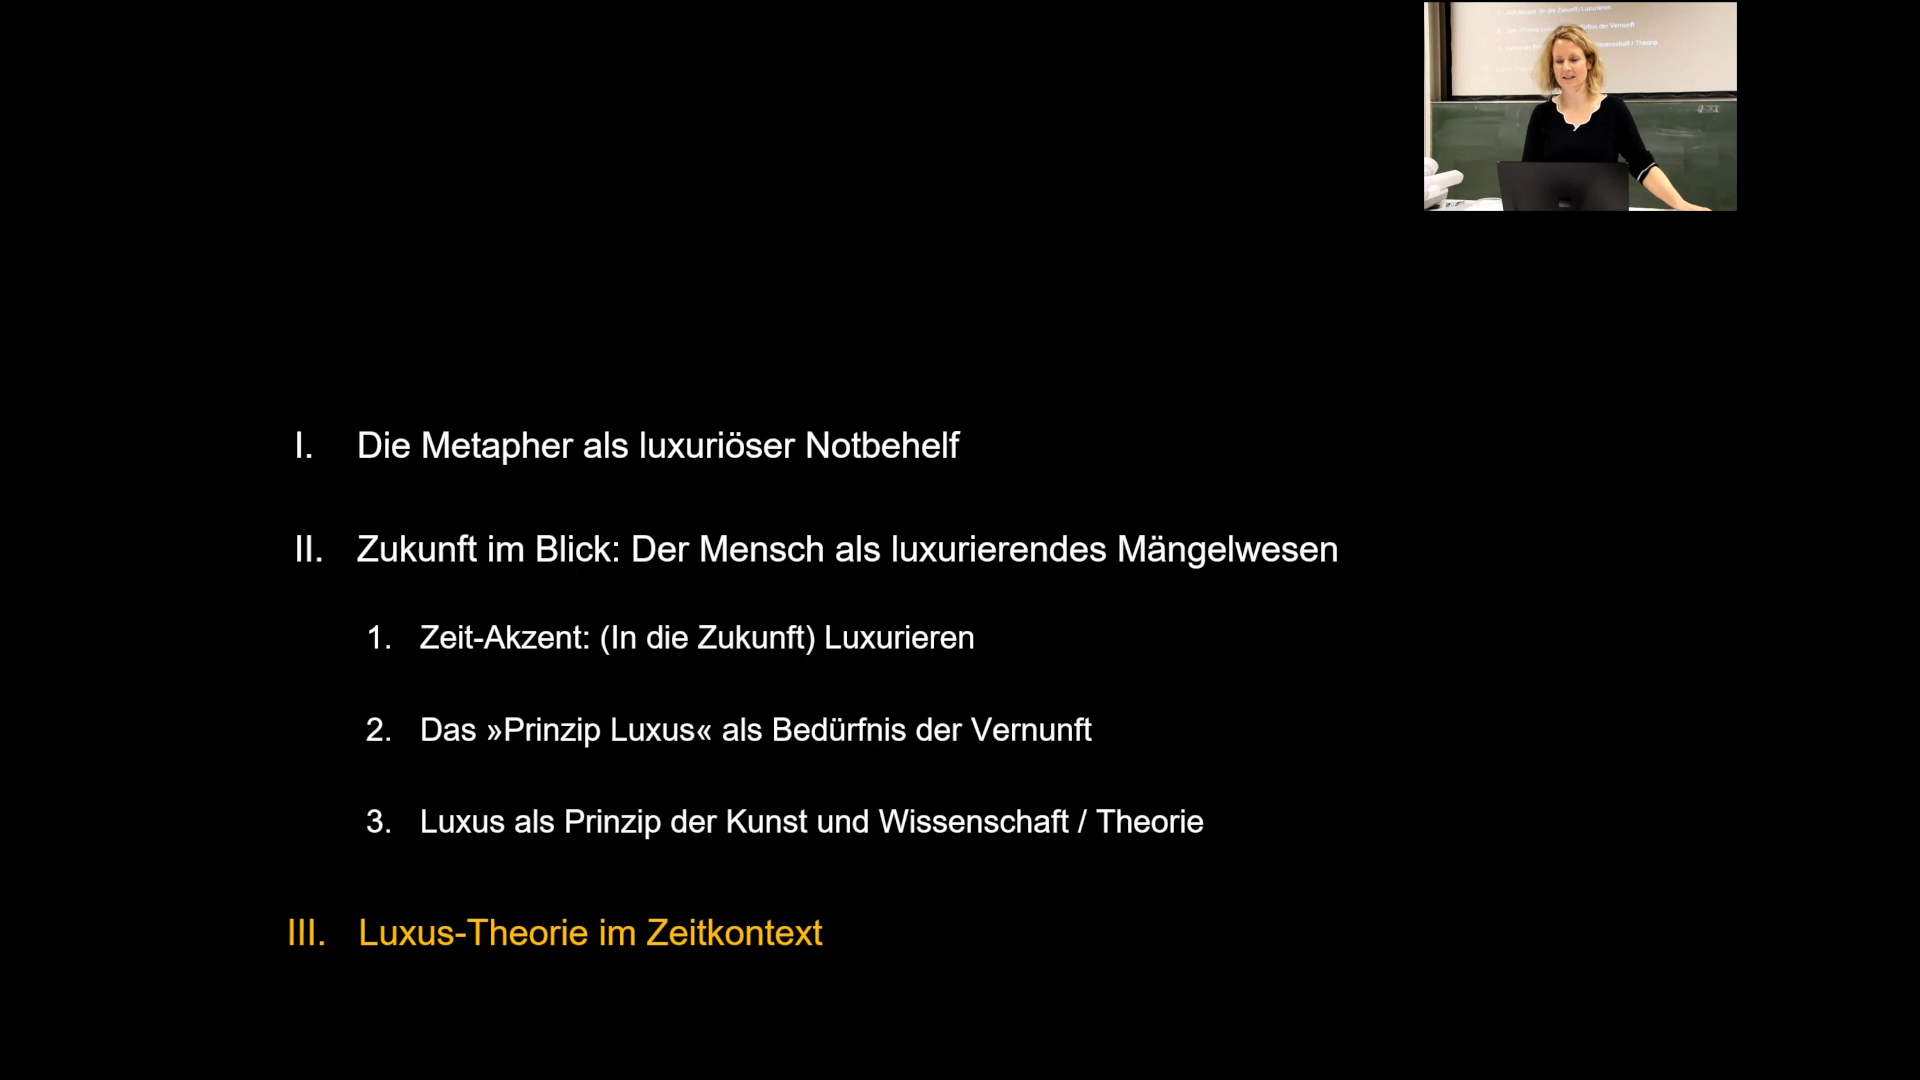 I. Die Metapher als luxuriöser Notbehelf
II. Zukunft im Blick: Der Mensch als luxurierendes Mängelwesen
1. Zeit-Akzent: (In die Zukunft) Luxurieren
2. Das »Prinzip Luxus« als Bedürfnis der Vernunft
3. Luxus als Prinzip der Kunst und Wissenschaft / Theorie
III. Luxus-Theorie im Zeitkontext